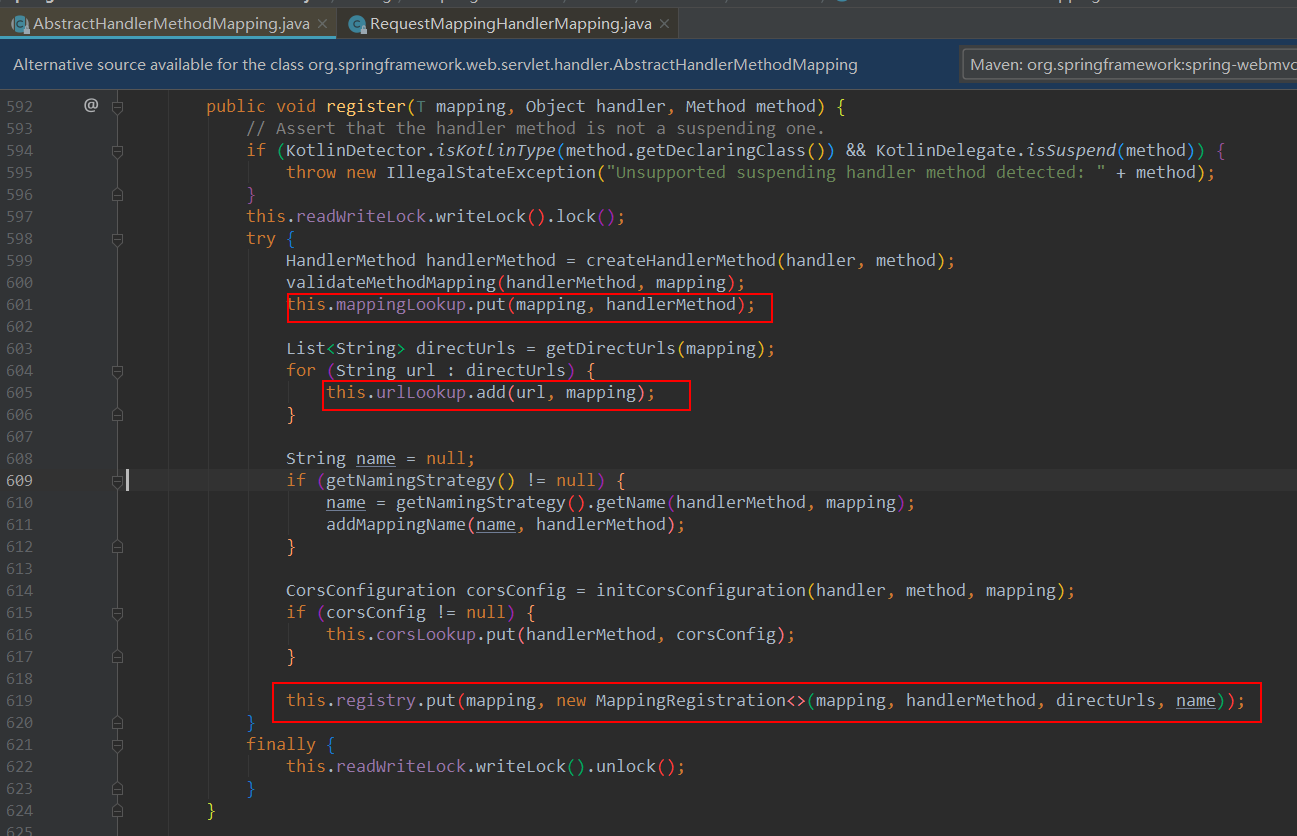 AbstractHandlerMethodMapping.java × RequestMappingHandlerMapping.java ×
Alternative source available for the class org.springframework.web.servlet.handler.AbstractHandlerMethodMapping Maven: org.springframework:spring-webmvc
592 @ public void register(T mapping, Object handler, Method method) {
593 // Assert that the handler method is not a suspending one.
594 if (KotlinDetector.isKotlinType(method.getDeclaringClass()) && KotlinDelegate.isSuspend(method)) {
595 throw new IllegalStateException("Unsupported suspending handler method detected: " + method);
596 }
597 this.readWriteLock.writeLock().lock();
598 try {
599 HandlerMethod handlerMethod = createHandlerMethod(handler, method);
600 validateMethodMapping(handlerMethod, mapping);
601 this.mappingLookup.put(mapping, handlerMethod);
602
603 List<String> directUrls = getDirectUrls(mapping);
604 for (String url : directUrls) {
605 this.urlLookup.add(url, mapping);
606 }
607
608 String name = null;
609 if (getNamingStrategy() != null) {
610 name = getNamingStrategy().getName(handlerMethod, mapping);
611 addMappingName(name, handlerMethod);
612 }
613
614 CorsConfiguration corsConfig = initCorsConfiguration(handler, method, mapping);
615 if (corsConfig != null) {
616 this.corsLookup.put(handlerMethod, corsConfig);
617 }
618
619 this.registry.put(mapping, new MappingRegistration<>(mapping, handlerMethod, directUrls, name));
620 }
621 finally {
622 this.readWriteLock.writeLock().unlock();
623 }
624 }
625